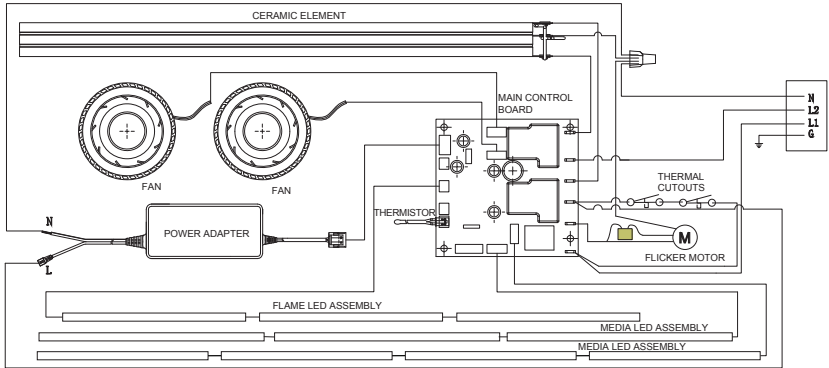 CERAMIC ELEMENT
MAIN CONTROL
BOARD
N
L2
L1
G
FAN
FAN
THERMAL
CUTOUTS
THERMISTOR
N
POWER ADAPTER
L
M
FLICKER MOTOR
FLAME LED ASSEMBLY
MEDIA LED ASSEMBLY
MEDIA LED ASSEMBLY